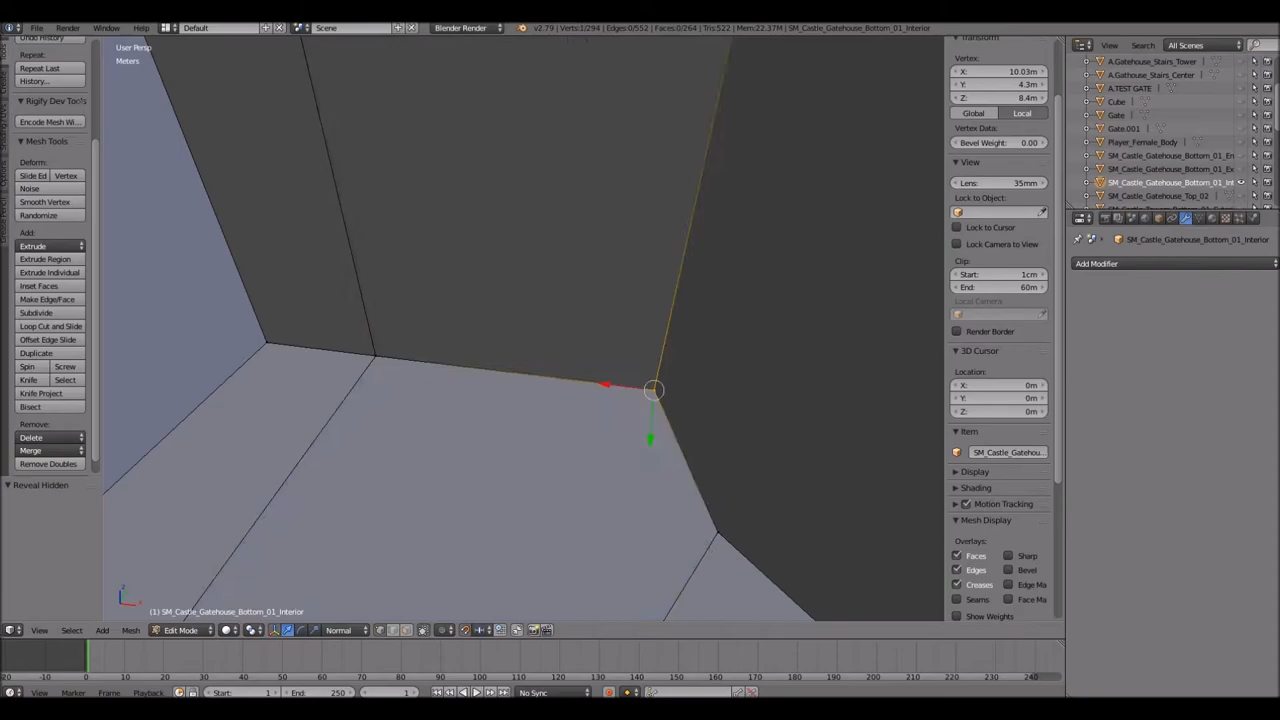 File Render Window Help Default Scene Blender Render v2.79 | Verts:1/294 | Edges:0/552 | Faces:0/264 | Tris:522 | Mem:22.37M | SM_Castle_Gatehouse_Bottom_01_Interior
Undo History
Repeat:
Repeat Last
History...
Rigify Dev Tools
Encode Mesh Wi...
Mesh Tools
Deform:
Slide Ed Vertex
Noise
Smooth Vertex
Randomize
Add:
Extrude
Extrude Region
Extrude Individual
Inset Faces
Make Edge/Face
Subdivide
Loop Cut and Slide
Offset Edge Slide
Duplicate
Spin Screw
Knife Select
Knife Project
Bisect
Remove:
Delete
Merge
Remove Doubles
Reveal Hidden
Tools
Create
Options
User Persp
Meters
(1) SM_Castle_Gatehouse_Bottom_01_Interior
Transform
Vertex:
X: 10.03m
Y: 4.3m
Z: 8.4m
Global Local
Vertex Data:
Bevel Weight: 0.00
View
Lens: 35mm
Lock to Object:
Lock to Cursor
Lock Camera to View
Clip:
Start: 1cm
End: 60m
Local Camera:
Render Border
3D Cursor
Location:
X: 0m
Y: 0m
Z: 0m
Item
SM_Castle_Gatehou...
Display
Shading
Motion Tracking
Mesh Display
Overlays:
Faces Sharp
Edges Bevel
Creases Edge Ma
Seams Face Ma
Show Weights
View Search All Scenes
A.Gatehouse_Stairs_Tower
A.Gathouse_Stairs_Center
A.TEST GATE
Cube
Gate
Gate.001
Player_Female_Body
SM_Castle_Gatehouse_Bottom_01_En
SM_Castle_Gatehouse_Bottom_01_Ex
SM_Castle_Gatehouse_Bottom_01_Int
SM_Castle_Gatehouse_Top_02
SM_Castle_Gatehouse_Bottom_01_Interior
Add Modifier
View Select Add Mesh Edit Mode Normal
-20 -10 0 10 20 30 40 50 60 70 80 90 100 110 120 130 140 150 160 170 180 190 200 210 220 230 240
View Marker Frame Playback Start: 1 End: 250 1 No Sync